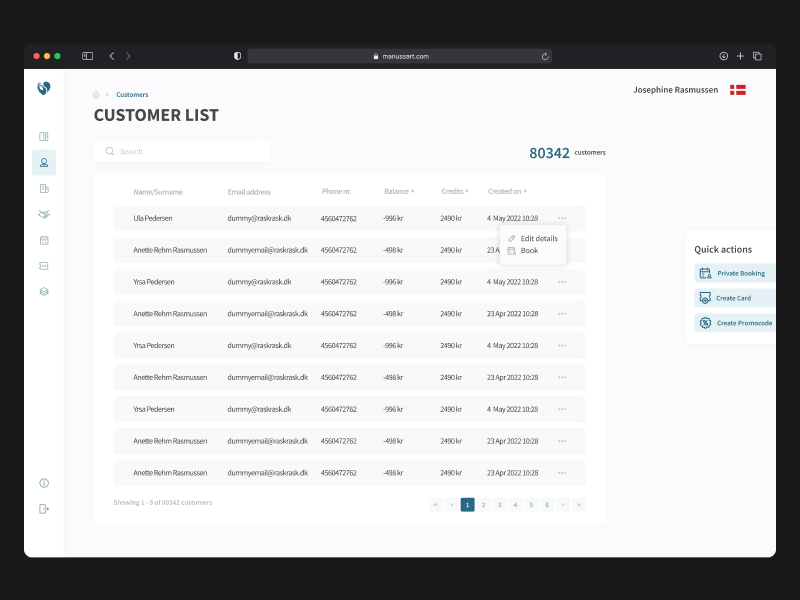 mariussart.com
Customers
Josephine Rasmussen
CUSTOMER LIST
Search
80342 customers
Name/Surname Email address Phone nr. Balance Credits Created on
Ula Pedersen dummy@raskrask.dk 4560472762 -996 kr 2490 kr 4 May 2022 10:28
Edit details
Book
Anette Rehm Rasmussen dummyemail@raskrask.dk 4560472762 -498 kr 2490 kr 23 A
Yrsa Pedersen dummy@raskrask.dk 4560472762 -996 kr 2490 kr 4 May 2022 10:28
Anette Rehm Rasmussen dummyemail@raskrask.dk 4560472762 -498 kr 2490 kr 23 Apr 2022 10:28
Yrsa Pedersen dummy@raskrask.dk 4560472762 -996 kr 2490 kr 4 May 2022 10:28
Anette Rehm Rasmussen dummyemail@raskrask.dk 4560472762 -498 kr 2490 kr 23 Apr 2022 10:28
Yrsa Pedersen dummy@raskrask.dk 4560472762 -996 kr 2490 kr 4 May 2022 10:28
Anette Rehm Rasmussen dummyemail@raskrask.dk 4560472762 -498 kr 2490 kr 23 Apr 2022 10:28
Anette Rehm Rasmussen dummyemail@raskrask.dk 4560472762 -498 kr 2490 kr 23 Apr 2022 10:28
Showing 1 - 9 of 80342 customers
« ‹ 1 2 3 4 5 6 › »
Quick actions
Private Booking
Create Card
Create Promocode